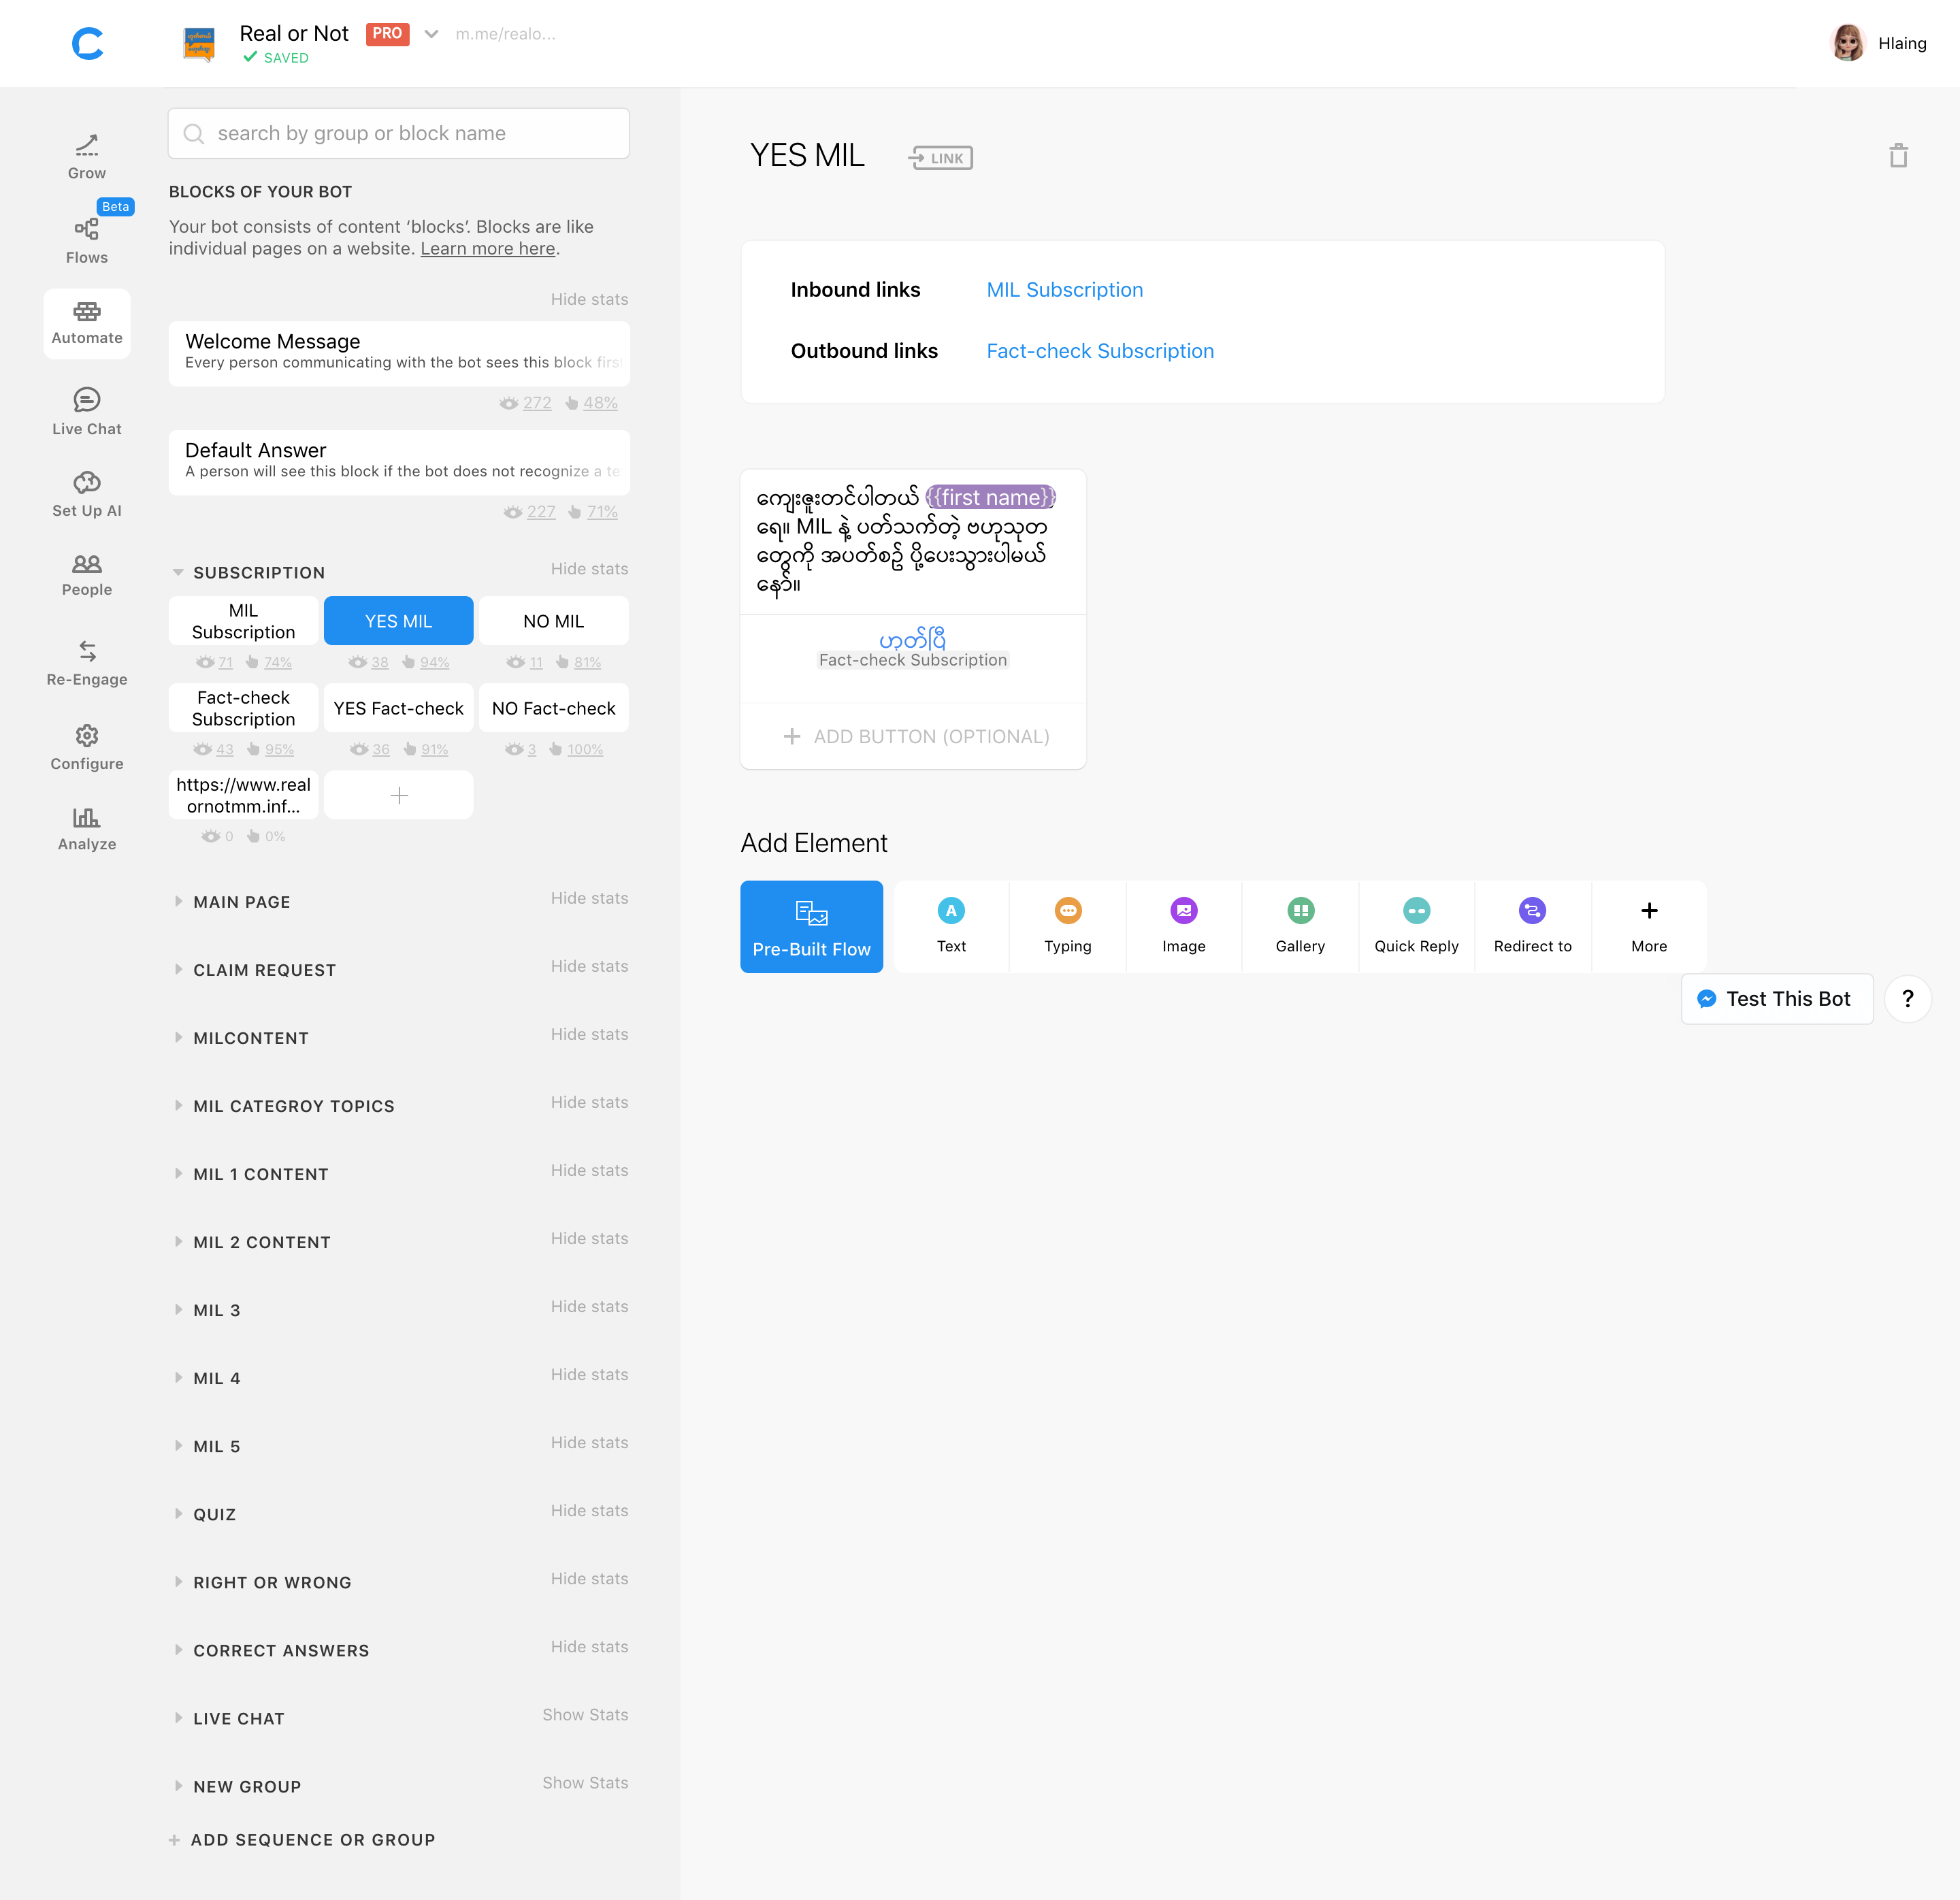 Real or Not PRO m.me/realo...
SAVED
Hlaing
Grow
Beta
Flows
Automate
Live Chat
Set Up AI
People
Re-Engage
Configure
Analyze
search by group or block name
BLOCKS OF YOUR BOT
Your bot consists of content ‘blocks’. Blocks are like
individual pages on a website. Learn more here.
Hide stats
Welcome Message
Every person communicating with the bot sees this block first
272 48%
Default Answer
A person will see this block if the bot does not recognize a te
227 71%
SUBSCRIPTION Hide stats
MIL
Subscription
YES MIL
NO MIL
71 74%
38 94%
11 81%
Fact-check
Subscription
YES Fact-check
NO Fact-check
43 95%
36 91%
3 100%
https://www.real
ornotmm.inf...
0 0%
MAIN PAGE Hide stats
CLAIM REQUEST Hide stats
MILCONTENT Hide stats
MIL CATEGROY TOPICS Hide stats
MIL 1 CONTENT Hide stats
MIL 2 CONTENT Hide stats
MIL 3 Hide stats
MIL 4 Hide stats
MIL 5 Hide stats
QUIZ Hide stats
RIGHT OR WRONG Hide stats
CORRECT ANSWERS Hide stats
LIVE CHAT Show Stats
NEW GROUP Show Stats
+ ADD SEQUENCE OR GROUP
YES MIL LINK
Inbound links MIL Subscription
Outbound links Fact-check Subscription
ကျေးဇူးတင်ပါတယ် {{first name}}
ရေ။ MIL နဲ့ ပတ်သက်တဲ့ ဗဟုသုတ
တွေကို အပတ်စဥ် ပို့ပေးသွားပါမယ်
နော်။
ဟုတ်ပြီ
Fact-check Subscription
+ ADD BUTTON (OPTIONAL)
Add Element
Pre-Built Flow
A
Text
Typing
Image
Gallery
Quick Reply
Redirect to
+
More
Test This Bot
?